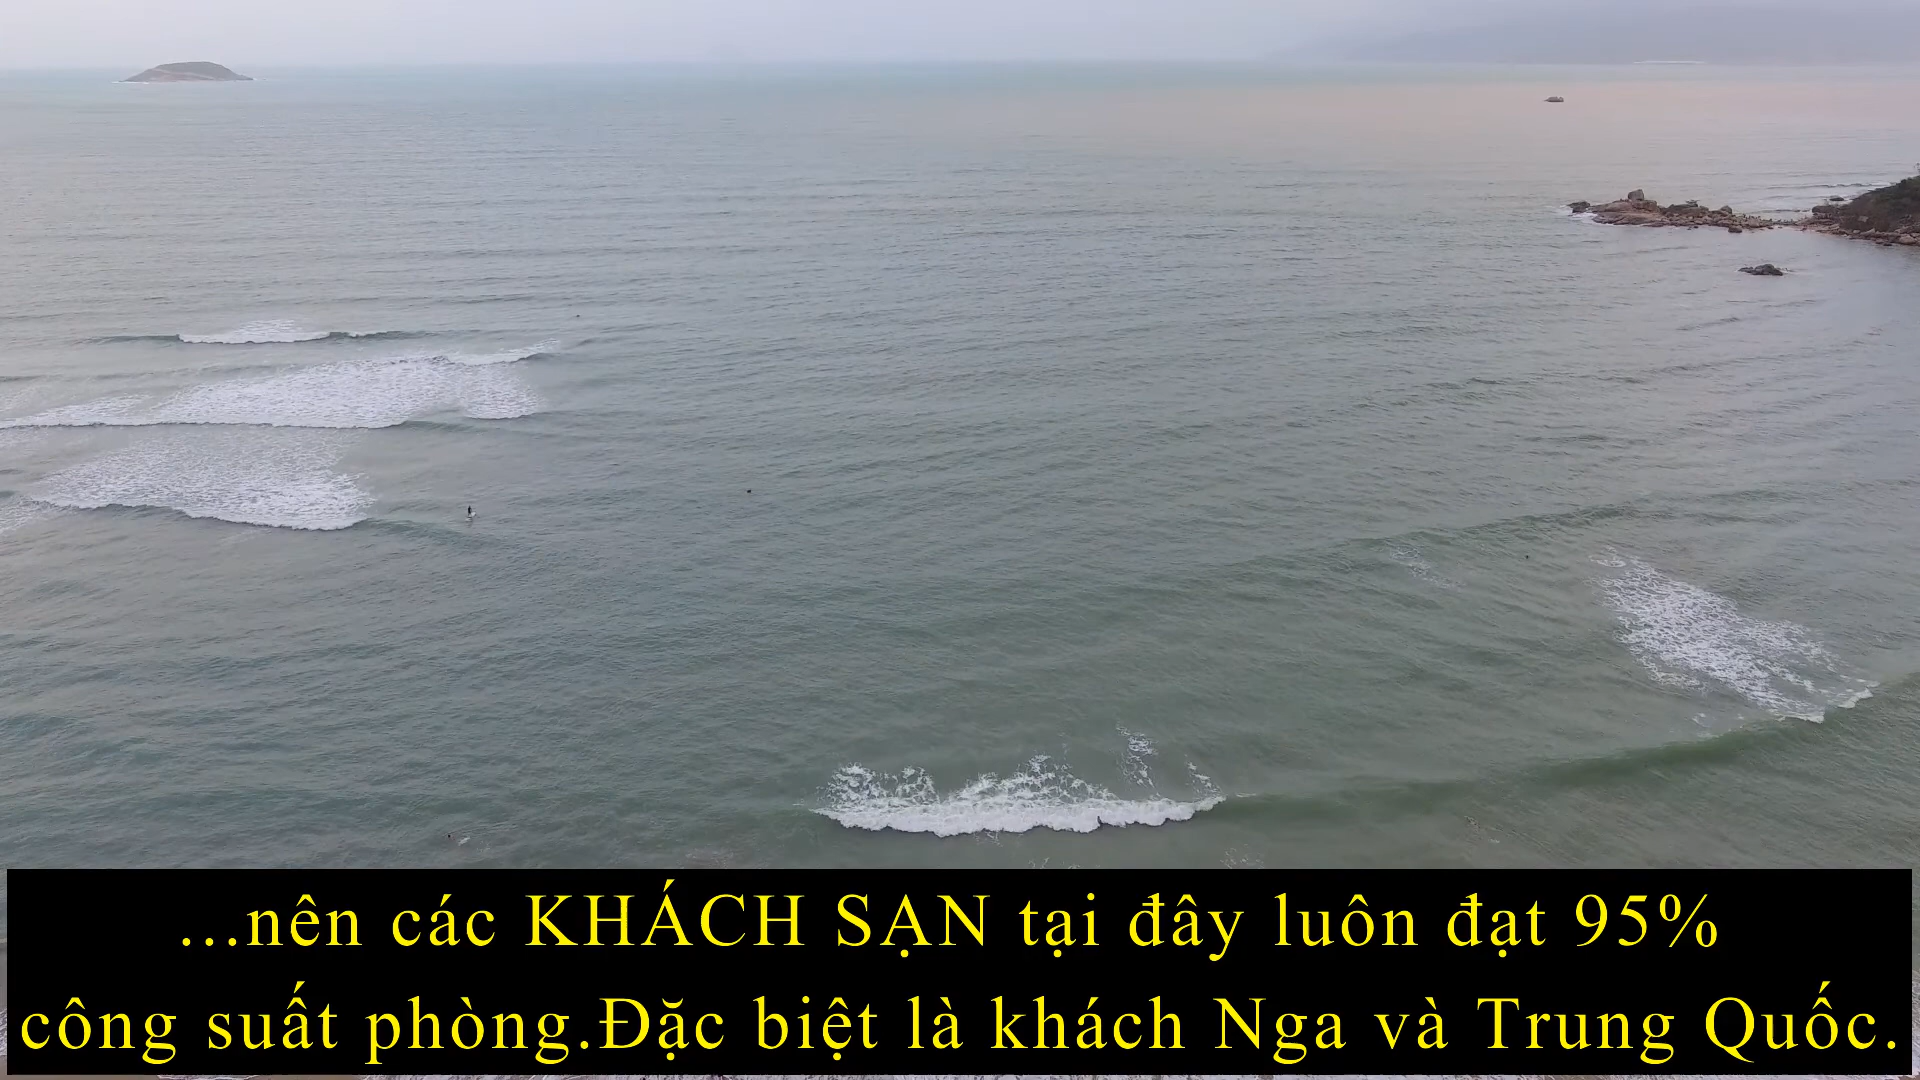 ...nên các KHÁCH SẠN tại đây luôn đạt 95%
công suất phòng.Đặc biệt là khách Nga và Trung Quốc.